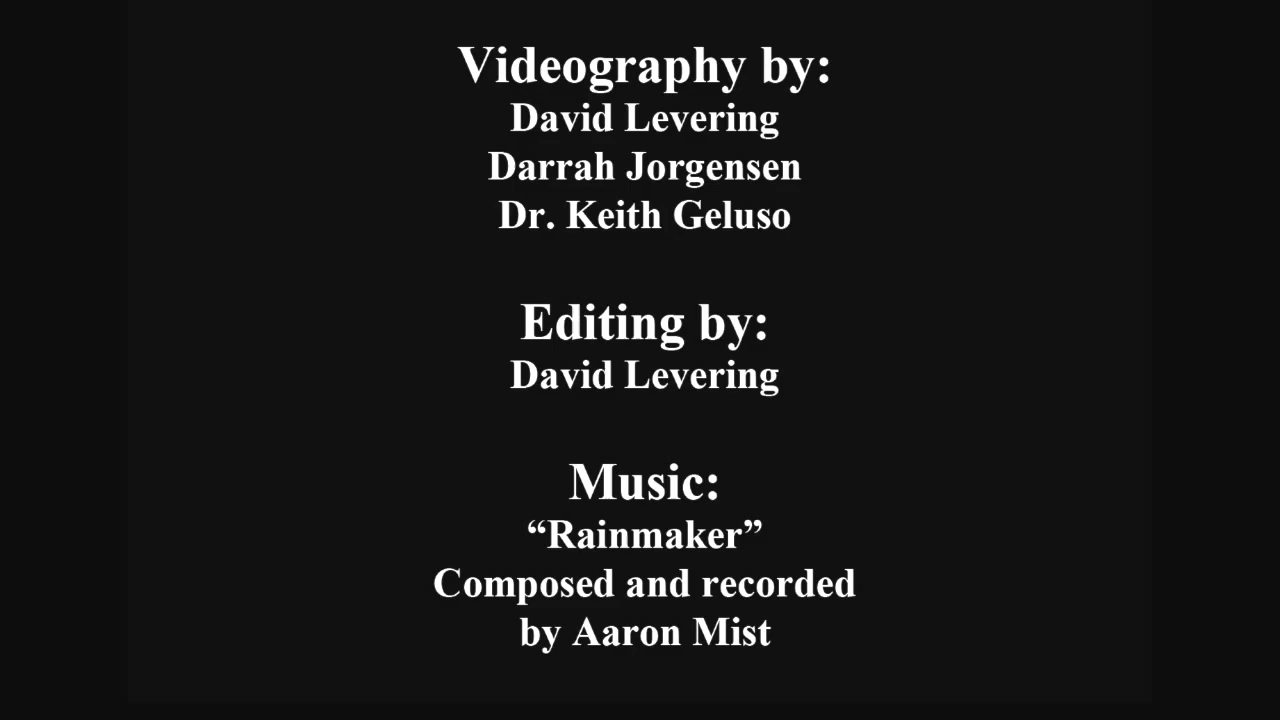 Videography by:
David Levering
Darrah Jorgensen
Dr. Keith Geluso
Editing by:
David Levering
Music:
“Rainmaker”
Composed and recorded
by Aaron Mist